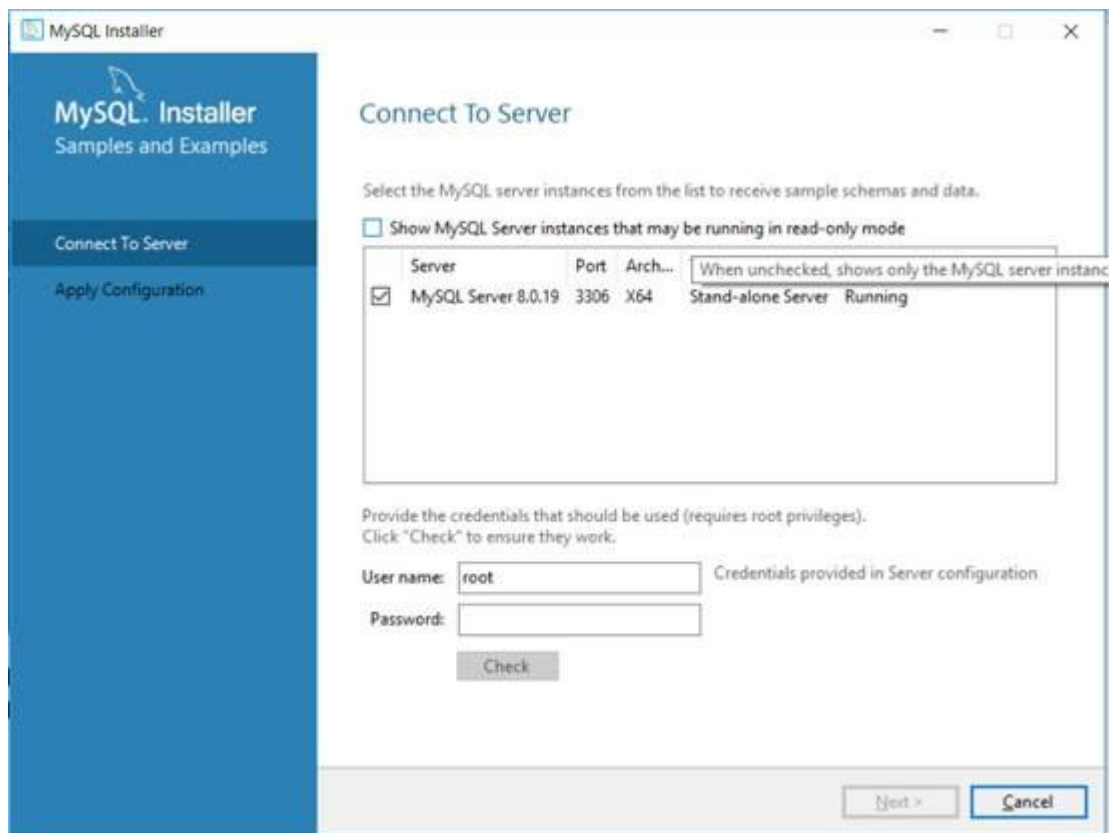 MySQL Installer
MySQL. Installer
Samples and Examples
Connect To Server
Apply Configuration
Connect To Server
Select the MySQL server instances from the list to receive sample schemas and data.
Show MySQL Server instances that may be running in read-only mode
Server Port Arch... When unchecked, shows only the MySQL server instanc
MySQL Server 8.0.19 3306 X64 Stand-alone Server Running
Provide the credentials that should be used (requires root privileges).
Click "Check" to ensure they work.
User name: root Credentials provided in Server configuration
Password:
Check
Next > Cancel